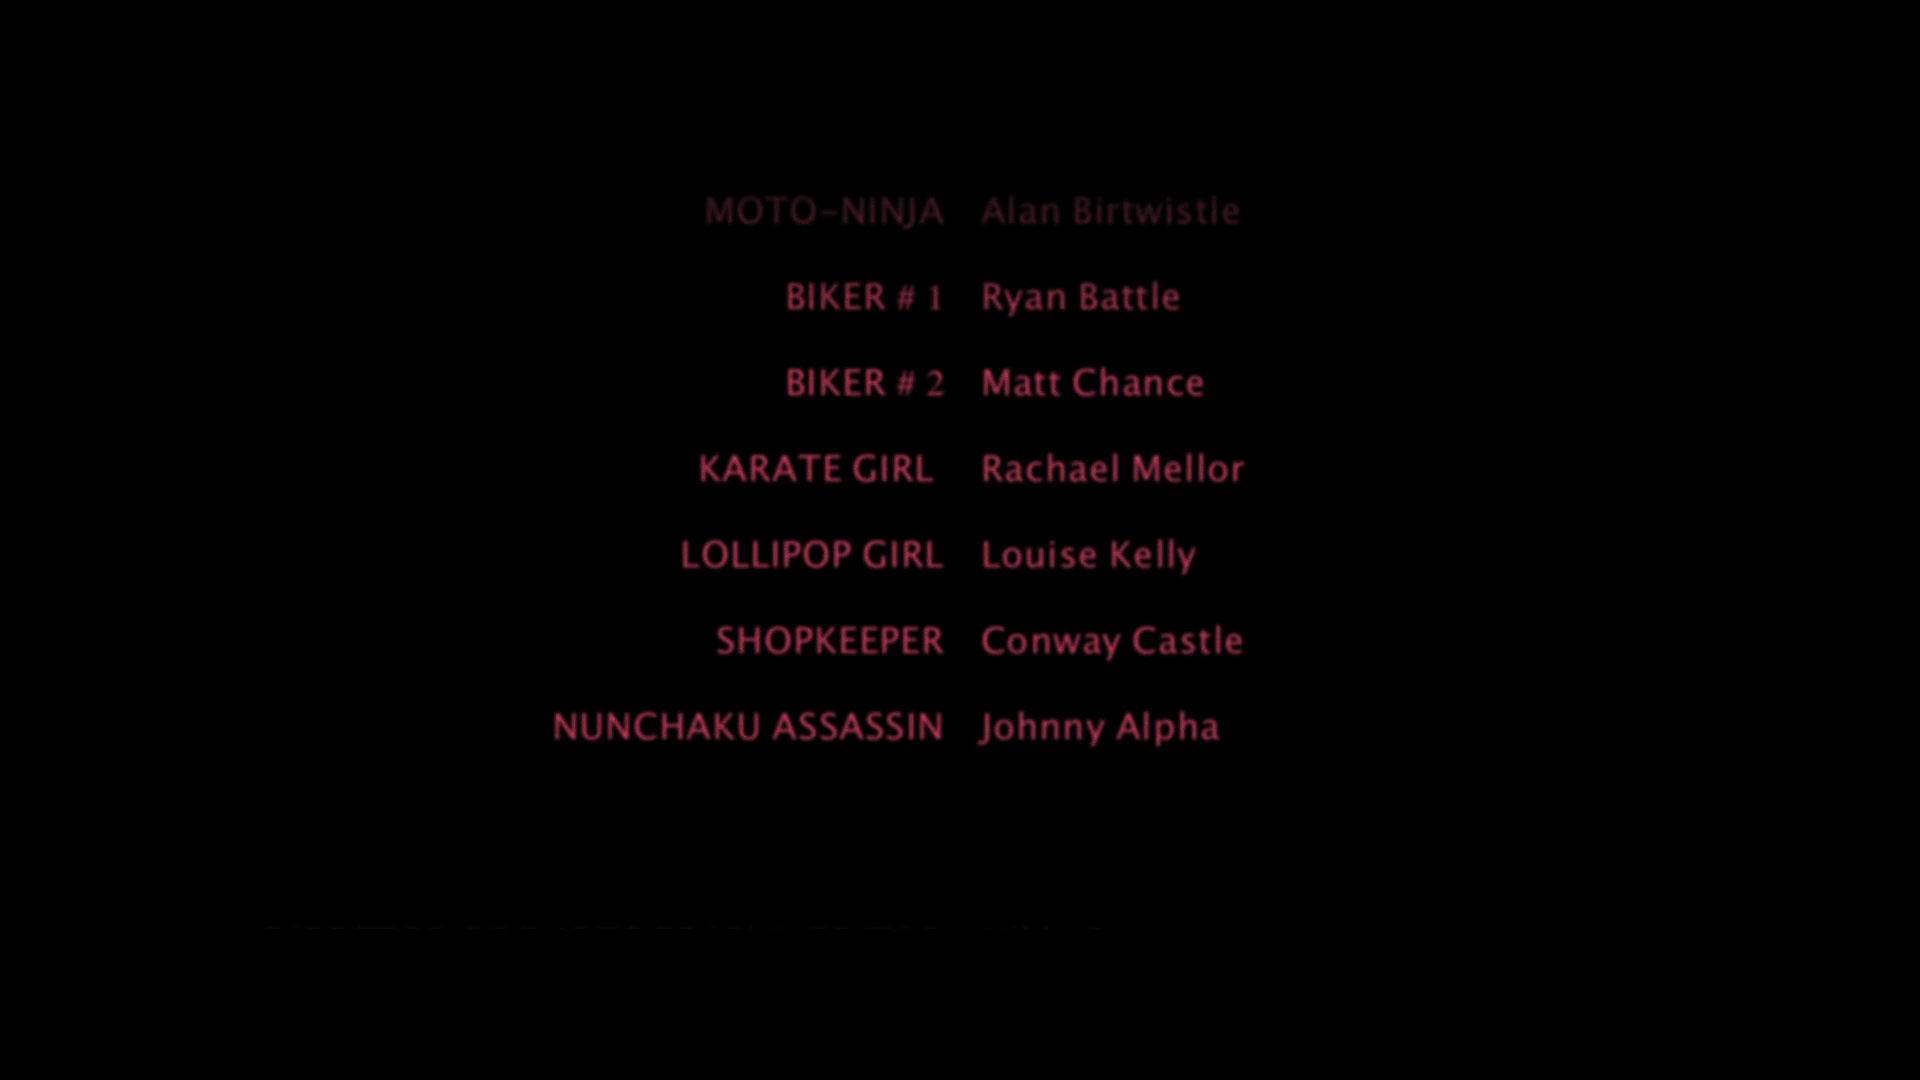 MOTO-NINJA Alan Birtwistle
BIKER # 1 Ryan Battle
BIKER # 2 Matt Chance
KARATE GIRL Rachael Mellor
LOLLIPOP GIRL Louise Kelly
SHOPKEEPER Conway Castle
NUNCHAKU ASSASSIN Johnny Alpha